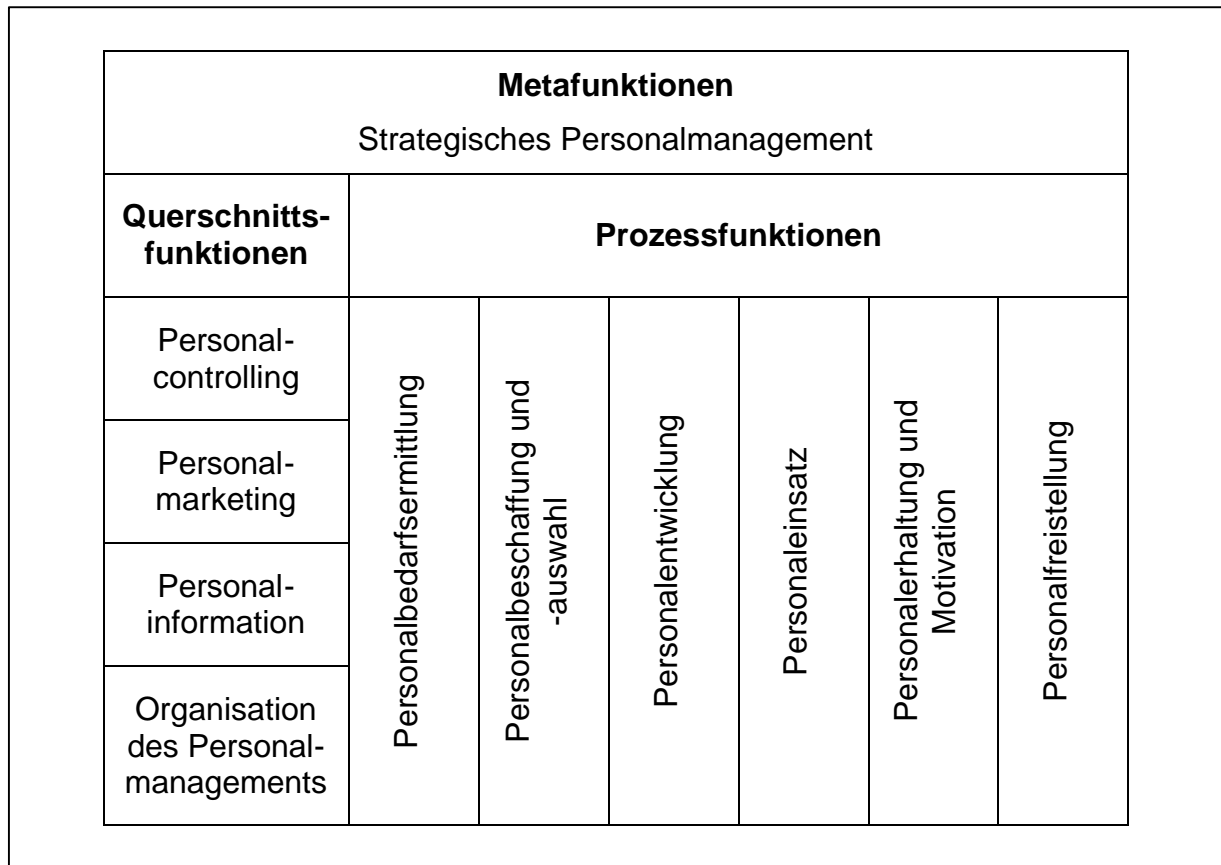 Metafunktionen
Strategisches Personalmanagement
Querschnitts-
funktionen
Prozessfunktionen
Personal-
controlling
Personal-
marketing
Personal-
information
Organisation
des Personal-
managements
Personalbedarfsermittlung
Personalbeschaffung und
-auswahl
Personalentwicklung
Personaleinsatz
Personalerhaltung und
Motivation
Personalfreistellung